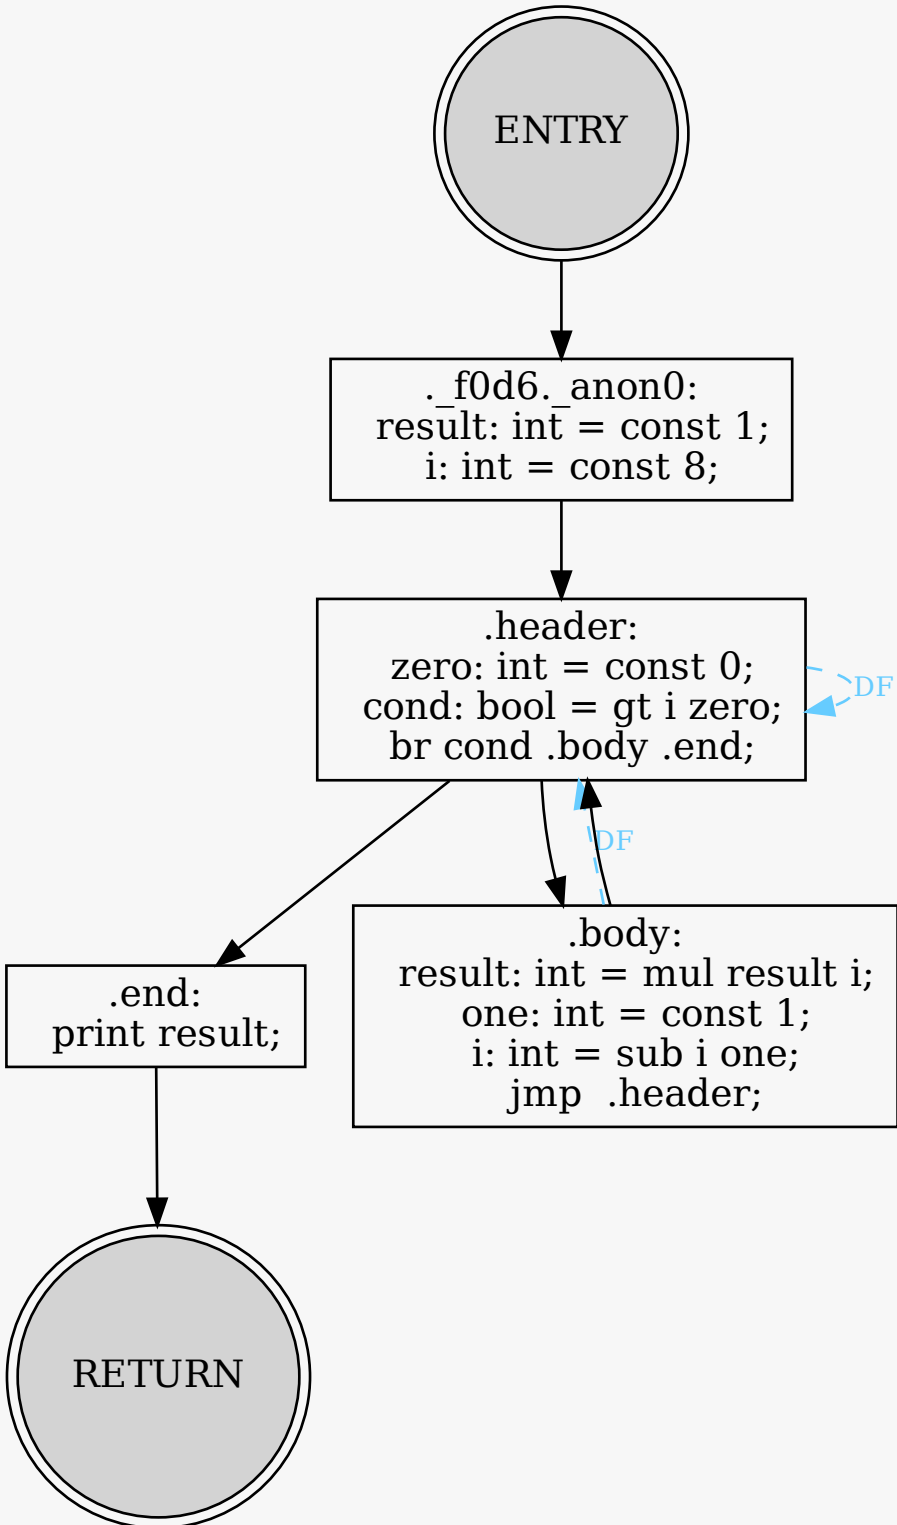 ENTRY
._f0d6._anon0:
result: int = const 1;
i: int = const 8;
.header:
zero: int = const 0;
cond: bool = gt i zero;
br cond .body .end;
DF
DF
.body:
result: int = mul result i;
one: int = const 1;
i: int = sub i one;
jmp  .header;
.end:
print result;
RETURN